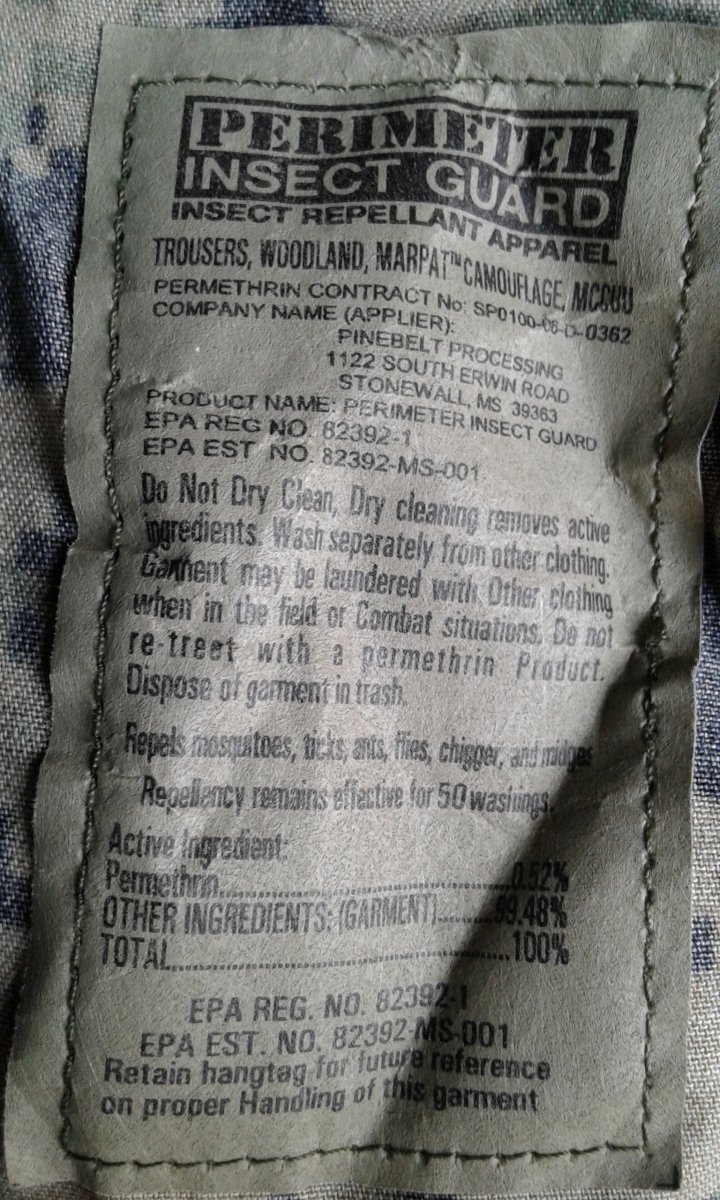 PERIMETER
INSECT GUARD
INSECT REPELLANT APPAREL
TROUSERS, WOODLAND, MARPAT™ CAMOUFLAGE, MCCUU
PERMETHRIN CONTRACT No: SP0100-06-D-0362
COMPANY NAME (APPLIER):
PINEBELT PROCESSING
1122 SOUTH ERWIN ROAD
STONEWALL, MS 39363
PRODUCT NAME: PERIMETER INSECT GUARD
EPA REG NO. 82392-1
EPA EST NO. 82392-MS-001
Do Not Dry Clean, Dry cleaning removes active
ingredients. Wash separately from other clothing.
Garment may be laundered with Other clothing
when in the field or Combat situations. Do not
re-treet with a permethrin Product.
Dispose of garment in trash.
Repels mosquitoes, ticks, ants, flies, chigger, and midges
Repellency remains effective for 50 washings.
Active Ingredient:
Permethrin..........0.52%
OTHER INGREDIENTS: (GARMENT)..........99.48%
TOTAL..........100%
EPA REG. NO. 82392-1
EPA EST. NO. 82392-MS-001
Retain hangtag for future reference
on proper Handling of this garment